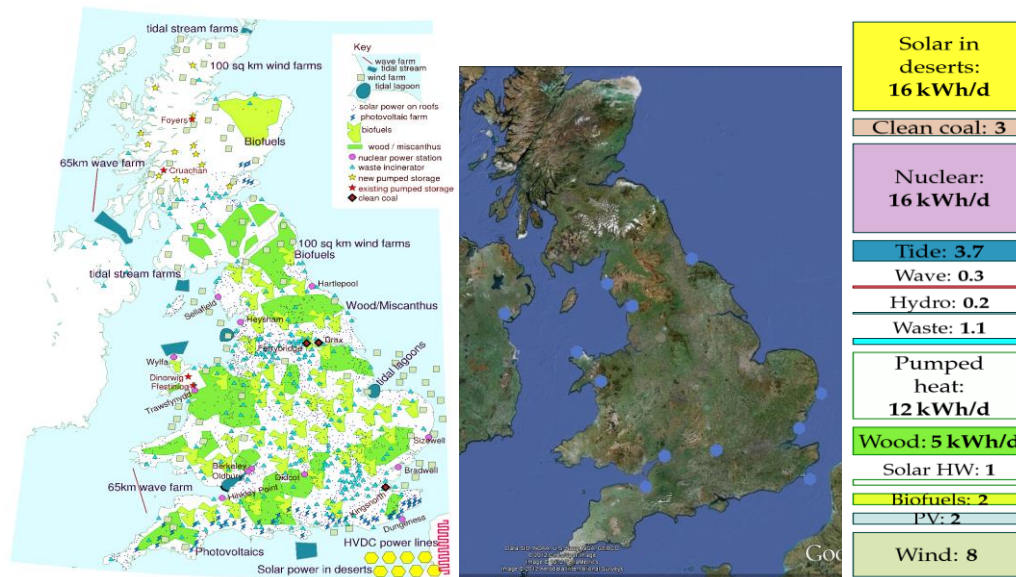 tidal stream farms
Key
wave farm
tidal stream
wind farm
tidal lagoon
solar power on roofs
photovoltaic farm
biofuels
wood / miscanthus
nuclear power station
waste incinerator
new pumped storage
existing pumped storage
clean coal
100 sq km wind farms
Foyers
Biofuels
65km wave farm
Cruachan
100 sq km wind farms
Biofuels
tidal stream farms
Hartlepool
Sellafield
Wood/Miscanthus
Heysham
Ferrybridge
Drax
Wylfa
Dinorwig
Ffestiniog
Trawsfynydd
tidal lagoons
Sizewell
Berkeley
Oldbury
Didcot
Bradwell
65km wave farm
Hinkley Point
Kingsnorth
Dungeness
Photovoltaics
HVDC power lines
Solar power in deserts
Goo
Solar in
deserts:
16 kWh/d
Clean coal: 3
Nuclear:
16 kWh/d
Tide: 3.7
Wave: 0.3
Hydro: 0.2
Waste: 1.1
Pumped
heat:
12 kWh/d
Wood: 5 kWh/d
Solar HW: 1
Biofuels: 2
PV: 2
Wind: 8